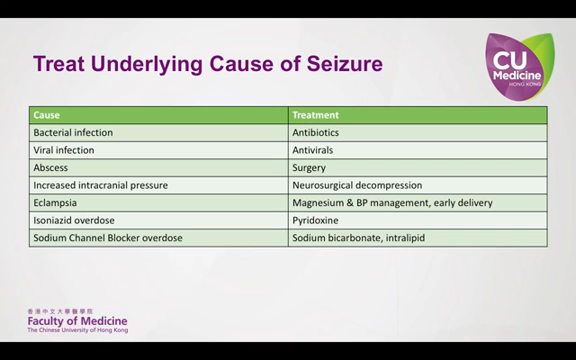 Treat Underlying Cause of Seizure
CU
Medicine
HONG KONG
Cause Treatment
Bacterial infection Antibiotics
Viral infection Antivirals
Abscess Surgery
Increased intracranial pressure Neurosurgical decompression
Eclampsia Magnesium & BP management, early delivery
Isoniazid overdose Pyridoxine
Sodium Channel Blocker overdose Sodium bicarbonate, intralipid
香港中文大學醫學院
Faculty of Medicine
The Chinese University of Hong Kong